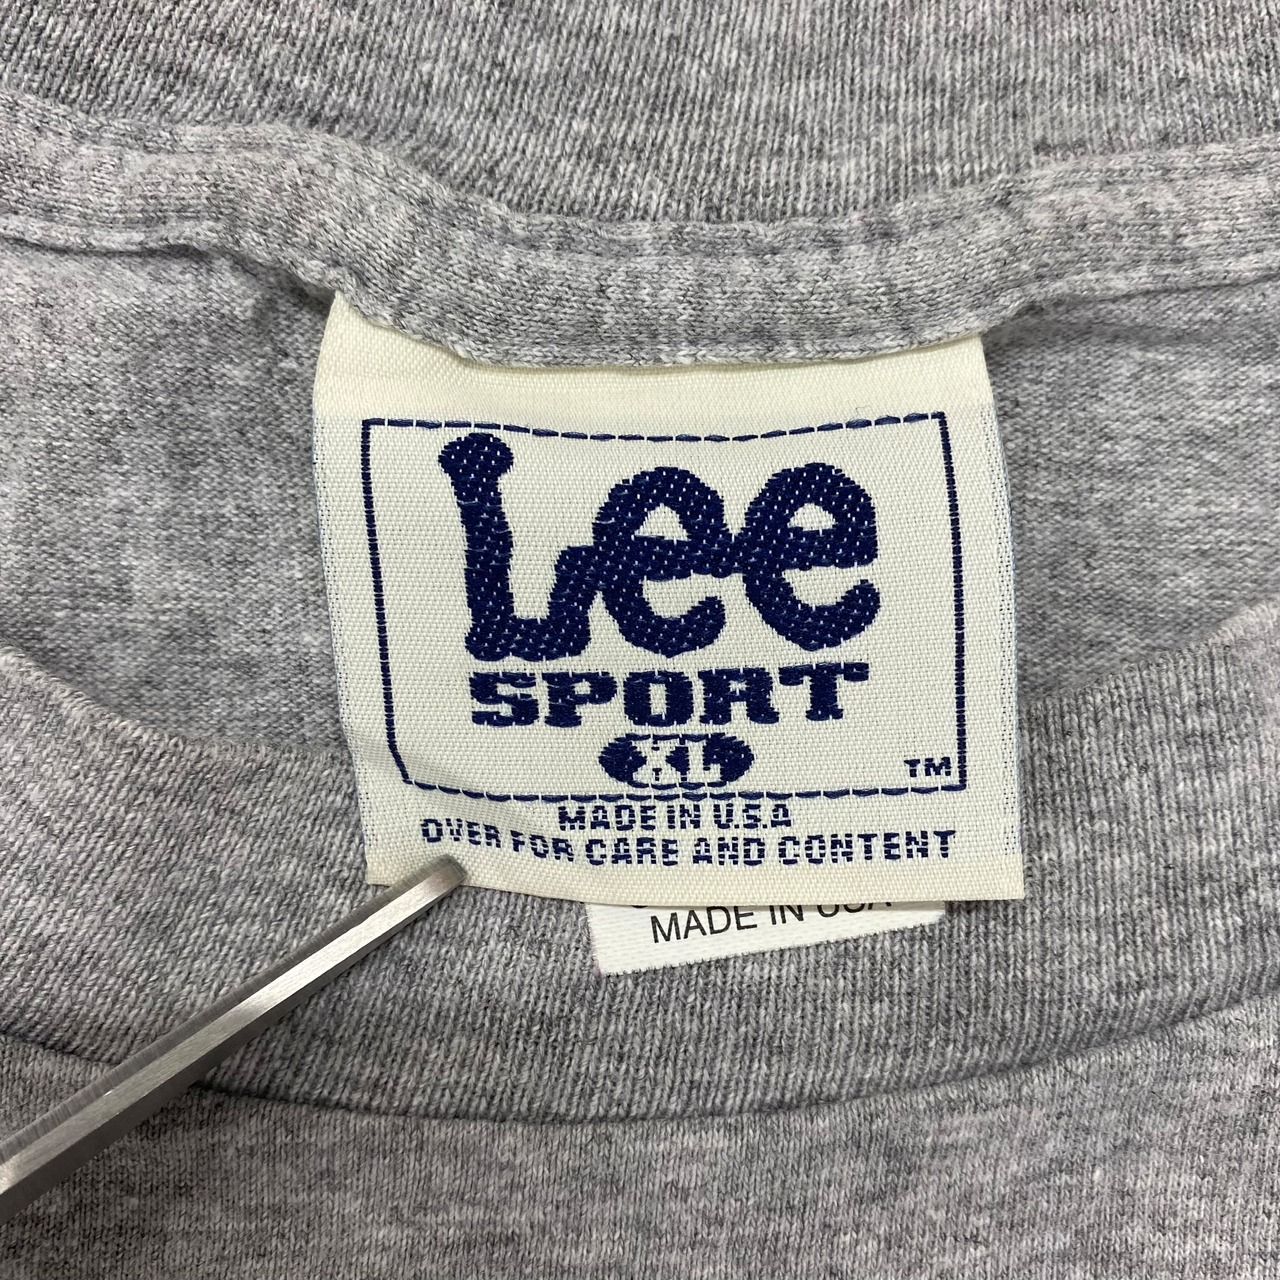 Lee
SPORT
XL
TM
MADE IN U.S.A
OVER FOR CARE AND CONTENT
MADE IN USA